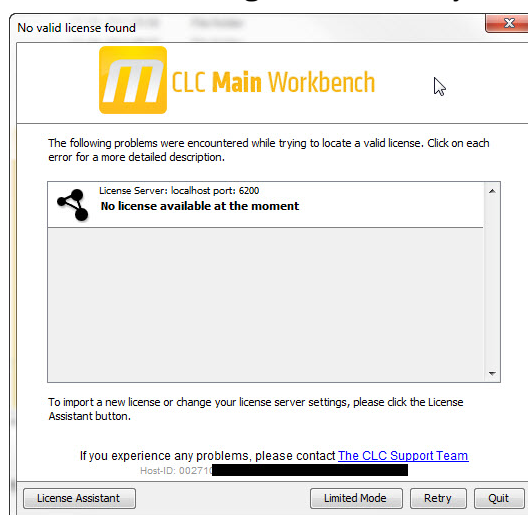 No valid license found
CLC Main Workbench
The following problems were encountered while trying to locate a valid license. Click on each
error for a more detailed description.
License Server: localhost port: 6200
No license available at the moment
To import a new license or change your license server settings, please click the License
Assistant button.
If you experience any problems, please contact The CLC Support Team
Host-ID: 002710
License Assistant
Limited Mode
Retry
Quit